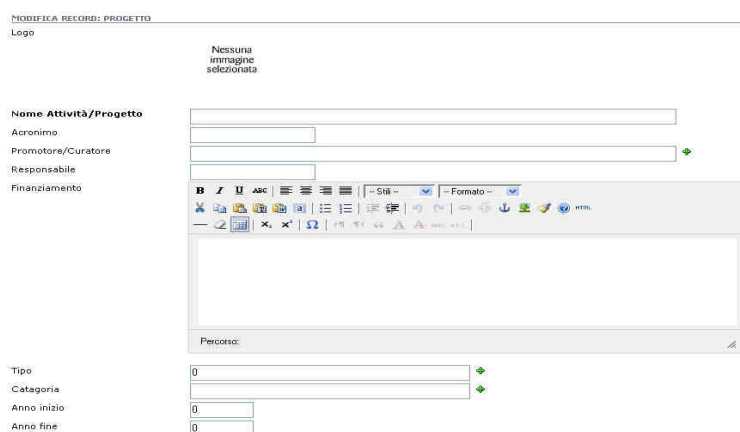 MODIFICA RECORD: PROGETTO
Logo
Nessuna
immagine
selezionata
Nome Attività/Progetto
Acronimo
Promotore/Curatore
Responsabile
Finanziamento
B I U ABC -- Stili -- -- Formato --
HTML
Percorso:
Tipo 0
Catagoria
Anno inizio 0
Anno fine 0